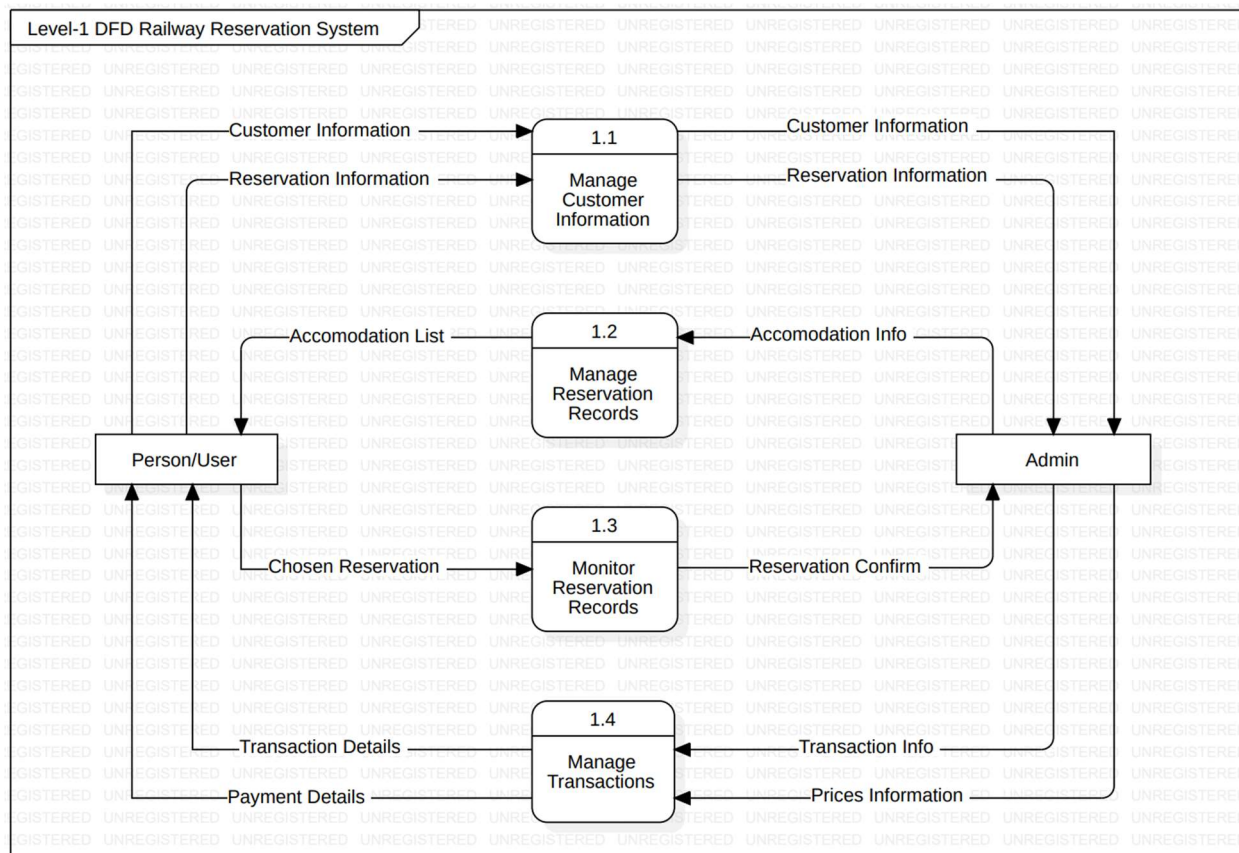 Level-1 DFD Railway Reservation System
Customer Information
1.1
Customer Information
Reservation Information
Manage
Customer
Information
Reservation Information
Accomodation List
1.2
Accomodation Info
Manage
Reservation
Records
Person/User
Admin
Chosen Reservation
1.3
Reservation Confirm
Monitor
Reservation
Records
Transaction Details
1.4
Transaction Info
Manage
Transactions
Payment Details
Prices Information
UNREGISTERED